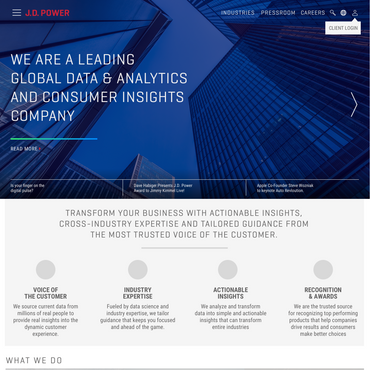 J.D. POWER
INDUSTRIES PRESSROOM CAREERS
CLIENT LOGIN
WE ARE A LEADING
GLOBAL DATA & ANALYTICS
AND CONSUMER INSIGHTS
COMPANY
READ MORE
Is your finger on the
digital pulse?
Dave Habiger Presents J.D. Power
Award to Jimmy Kimmel Live!
Apple Co-Founder Steve Wozniak
to keynote Auto Revolution.
TRANSFORM YOUR BUSINESS WITH ACTIONABLE INSIGHTS,
CROSS-INDUSTRY EXPERTISE AND TAILORED GUIDANCE FROM
THE MOST TRUSTED VOICE OF THE CUSTOMER.
VOICE OF
THE CUSTOMER
We source current data from
millions of real people to
provide leading insights into the
dynamic customer
experience.
INDUSTRY
EXPERTISE
Fueled by data science and
industry expertise, we tailor
guidance that keeps you focused
and ahead of the game.
ACTIONABLE
INSIGHTS
We analyze and transform
data into simple and actionable
insights that can transform
entire industries
RECOGNITION
& AWARDS
We are the trusted source
for recognizing top performing
products that help companies
drive results and consumers
make better choices
WHAT WE DO